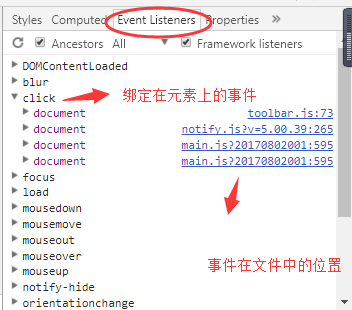 Styles Computed Event Listeners Properties »
Ancestors All Framework listeners
DOMContentLoaded
blur
click 绑定在元素上的事件
document toolbar.js:73
document notify.js?v=5.00.39:265
document main.js?20170802001:595
document main.js?20170802001:595
focus
load
mousedown
mousemove
mouseout 事件在文件中的位置
mouseover
mouseup
notify-hide
orientationchange